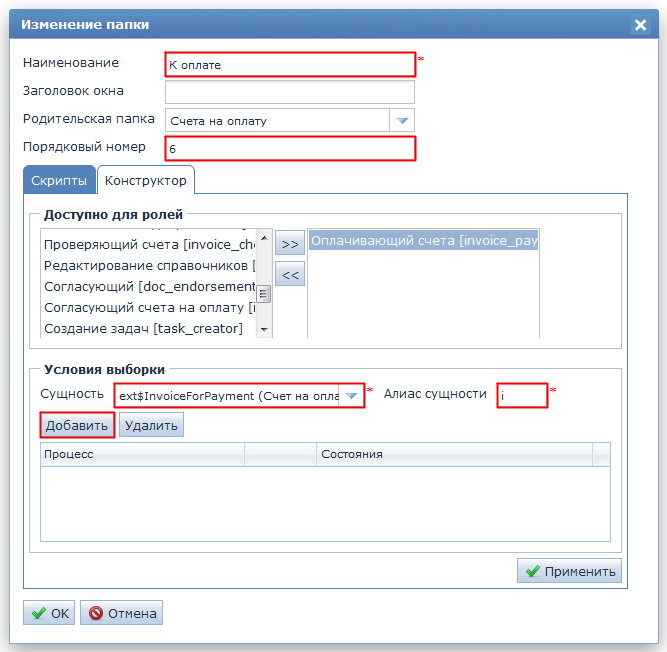 Изменение папки
Наименование К оплате *
Заголовок окна
Родительская папка Счета на оплату
Порядковый номер 6
Скрипты Конструктор
Доступно для ролей
Проверяющий счета [invoice_ch
Редактирование справочников [
Согласующий [doc_endorsement
Согласующий счета на оплату [i
Создание задач [task_creator]
>>
<<
Оплачивающий счета [invoice_pay
Условия выборки
Сущность ext$InvoiceForPayment (Счет на опла * Алиас сущности i *
Добавить Удалить
Процесс Состояния
Применить
OK Отмена